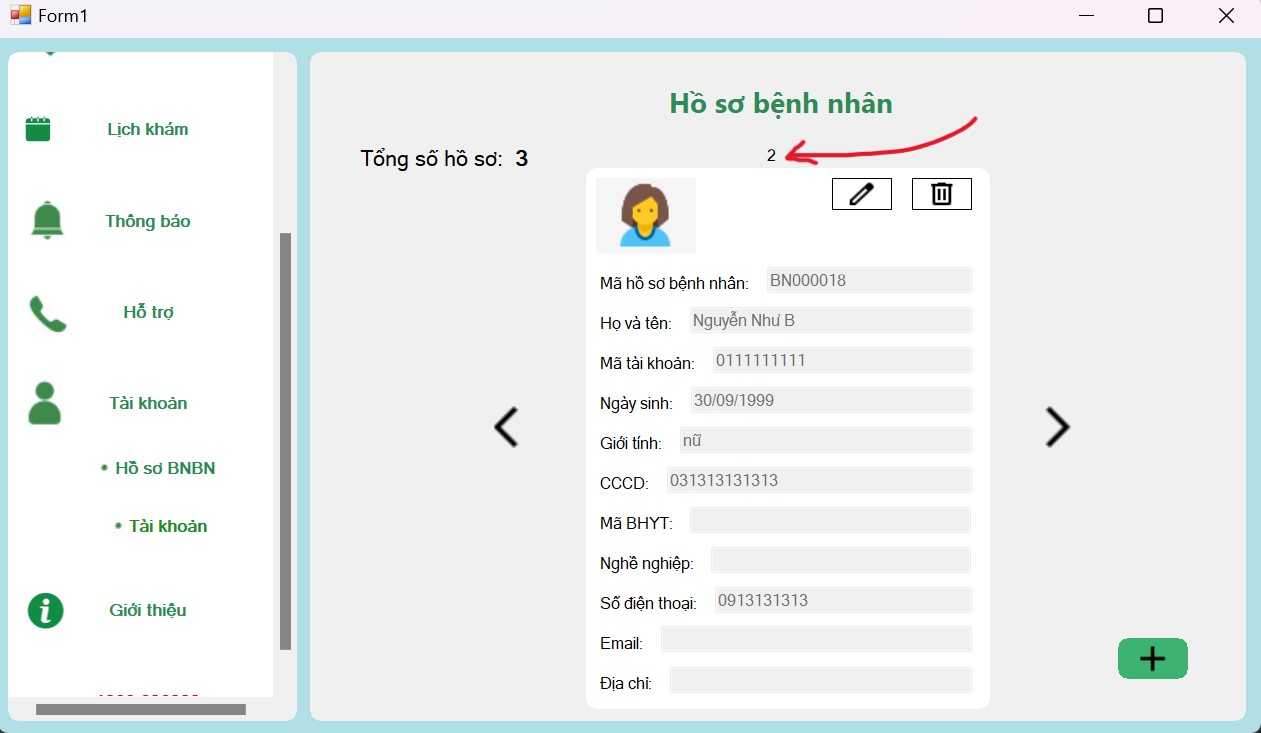 Form1
Lịch khám
Thông báo
Hỗ trợ
Tài khoản
• Hồ sơ BNBN
• Tài khoản
Giới thiệu
Hồ sơ bệnh nhân
Tổng số hồ sơ: 3
2
Mã hồ sơ bệnh nhân: BN000018
Họ và tên: Nguyễn Như B
Mã tài khoản: 0111111111
Ngày sinh: 30/09/1999
Giới tính: nữ
CCCD: 031313131313
Mã BHYT:
Nghề nghiệp:
Số điện thoại: 0913131313
Email:
Địa chỉ: